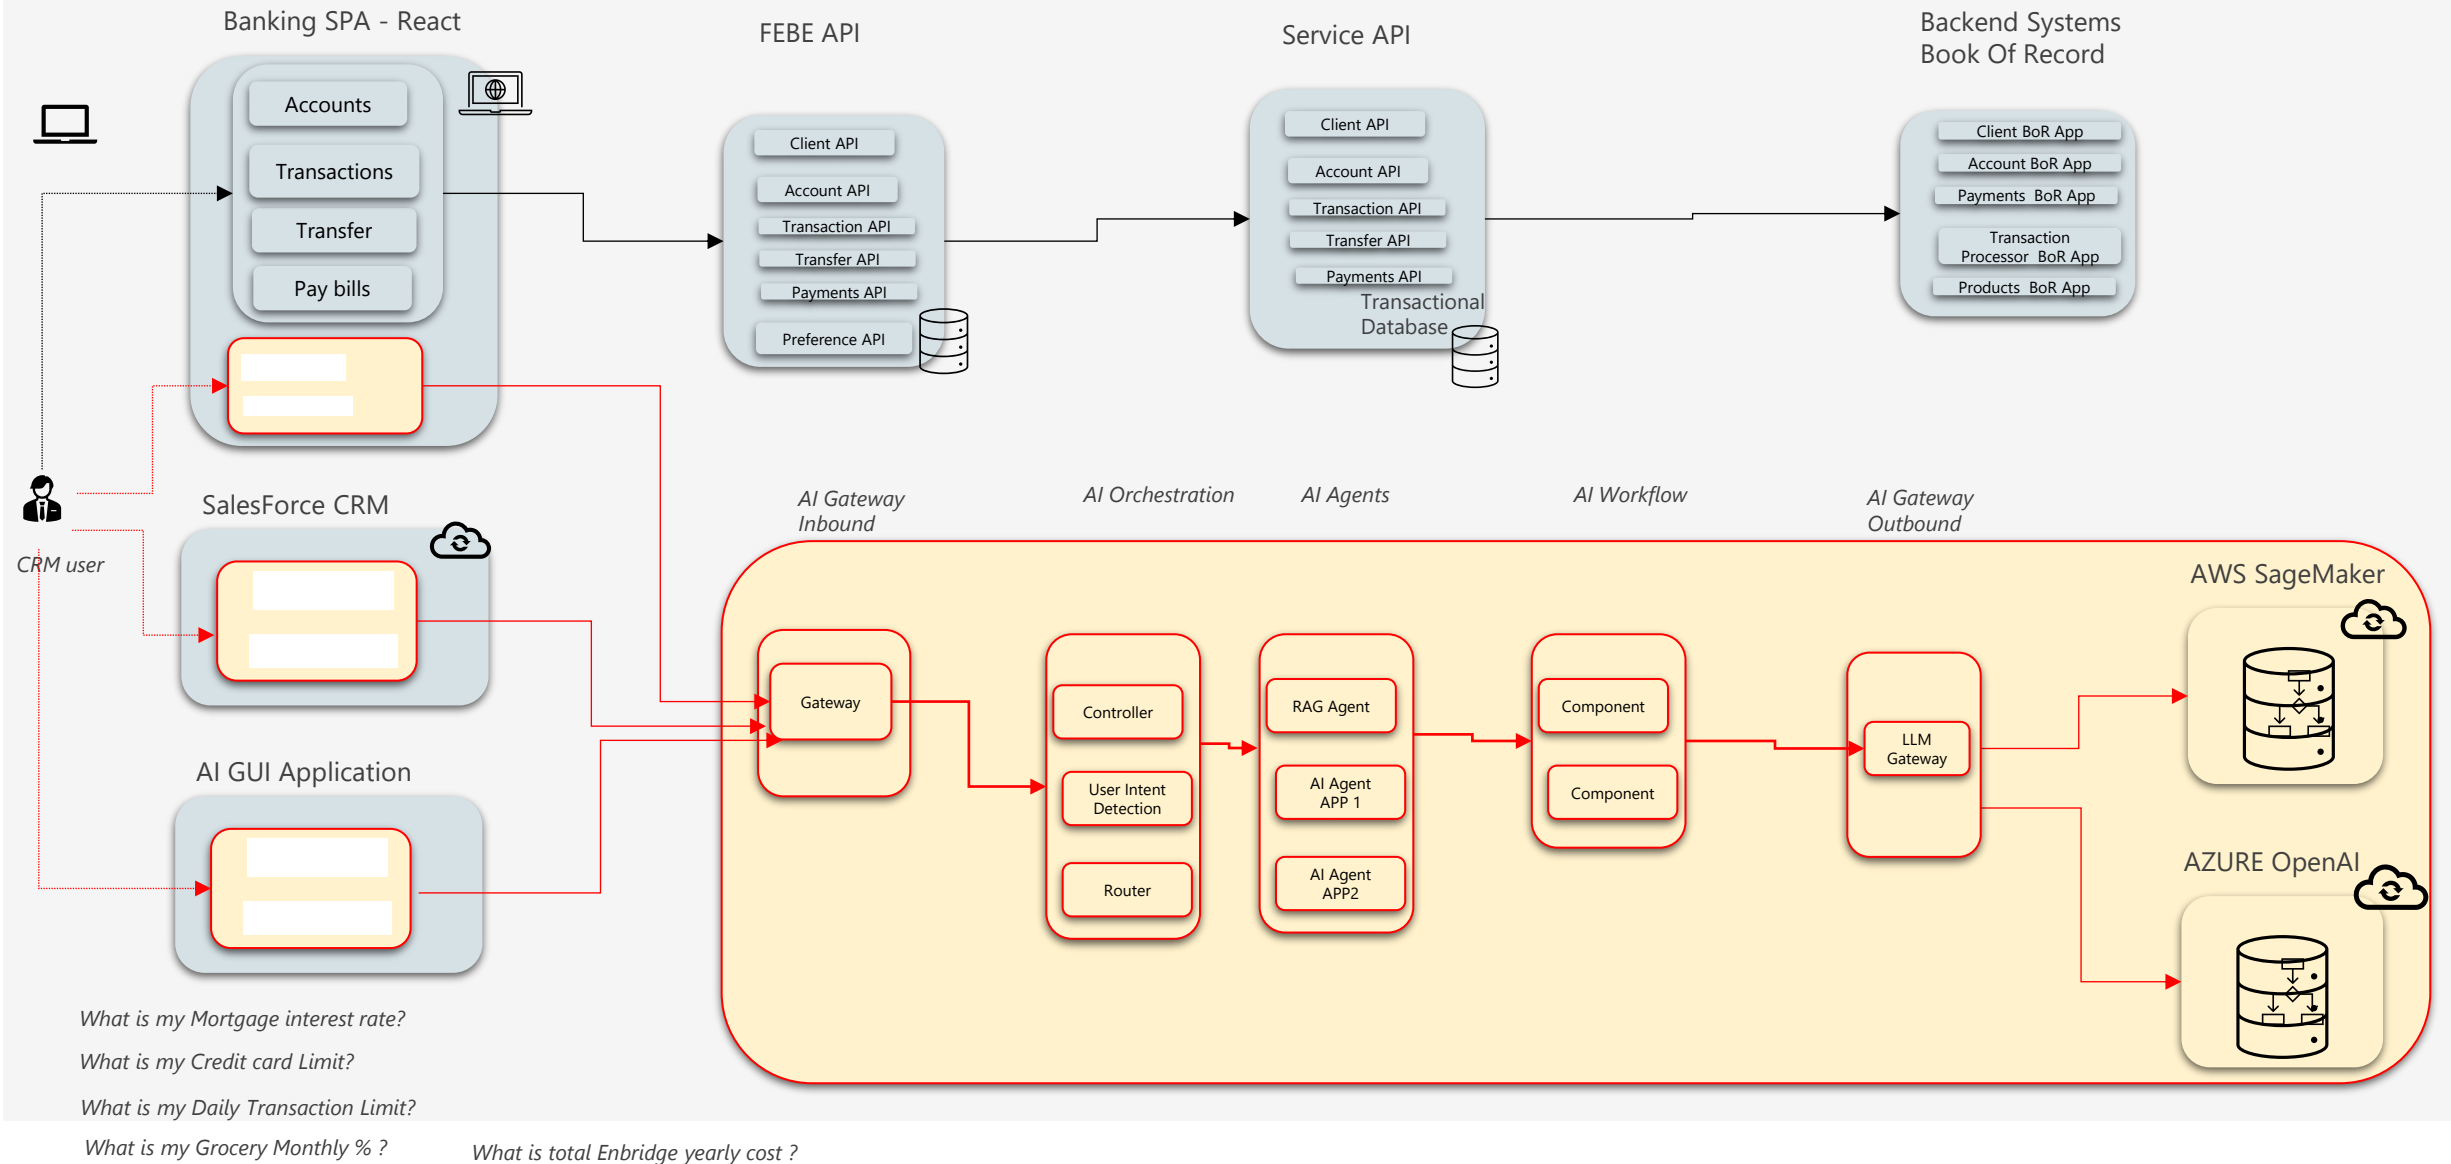 Banking SPA - React
FEBE API
Service API
Backend Systems
Book Of Record
Accounts
Transactions
Transfer
Pay bills
Client API
Account API
Transaction API
Transfer API
Payments API
Preference API
Client API
Account API
Transaction API
Transfer API
Payments API
Transactional
Database
Client BoR App
Account BoR App
Payments  BoR App
Transaction
Processor  BoR App
Products  BoR App
CRM user
SalesForce CRM
AI GUI Application
AI Gateway
Inbound
AI Orchestration
AI Agents
AI Workflow
AI Gateway
Outbound
Gateway
Controller
User Intent
Detection
Router
RAG Agent
AI Agent
APP 1
AI Agent
APP2
Component
Component
LLM
Gateway
AWS SageMaker
AZURE OpenAI
What is my Mortgage interest rate?
What is my Credit card Limit?
What is my Daily Transaction Limit?
What is my Grocery Monthly % ?
What is total Enbridge yearly cost ?